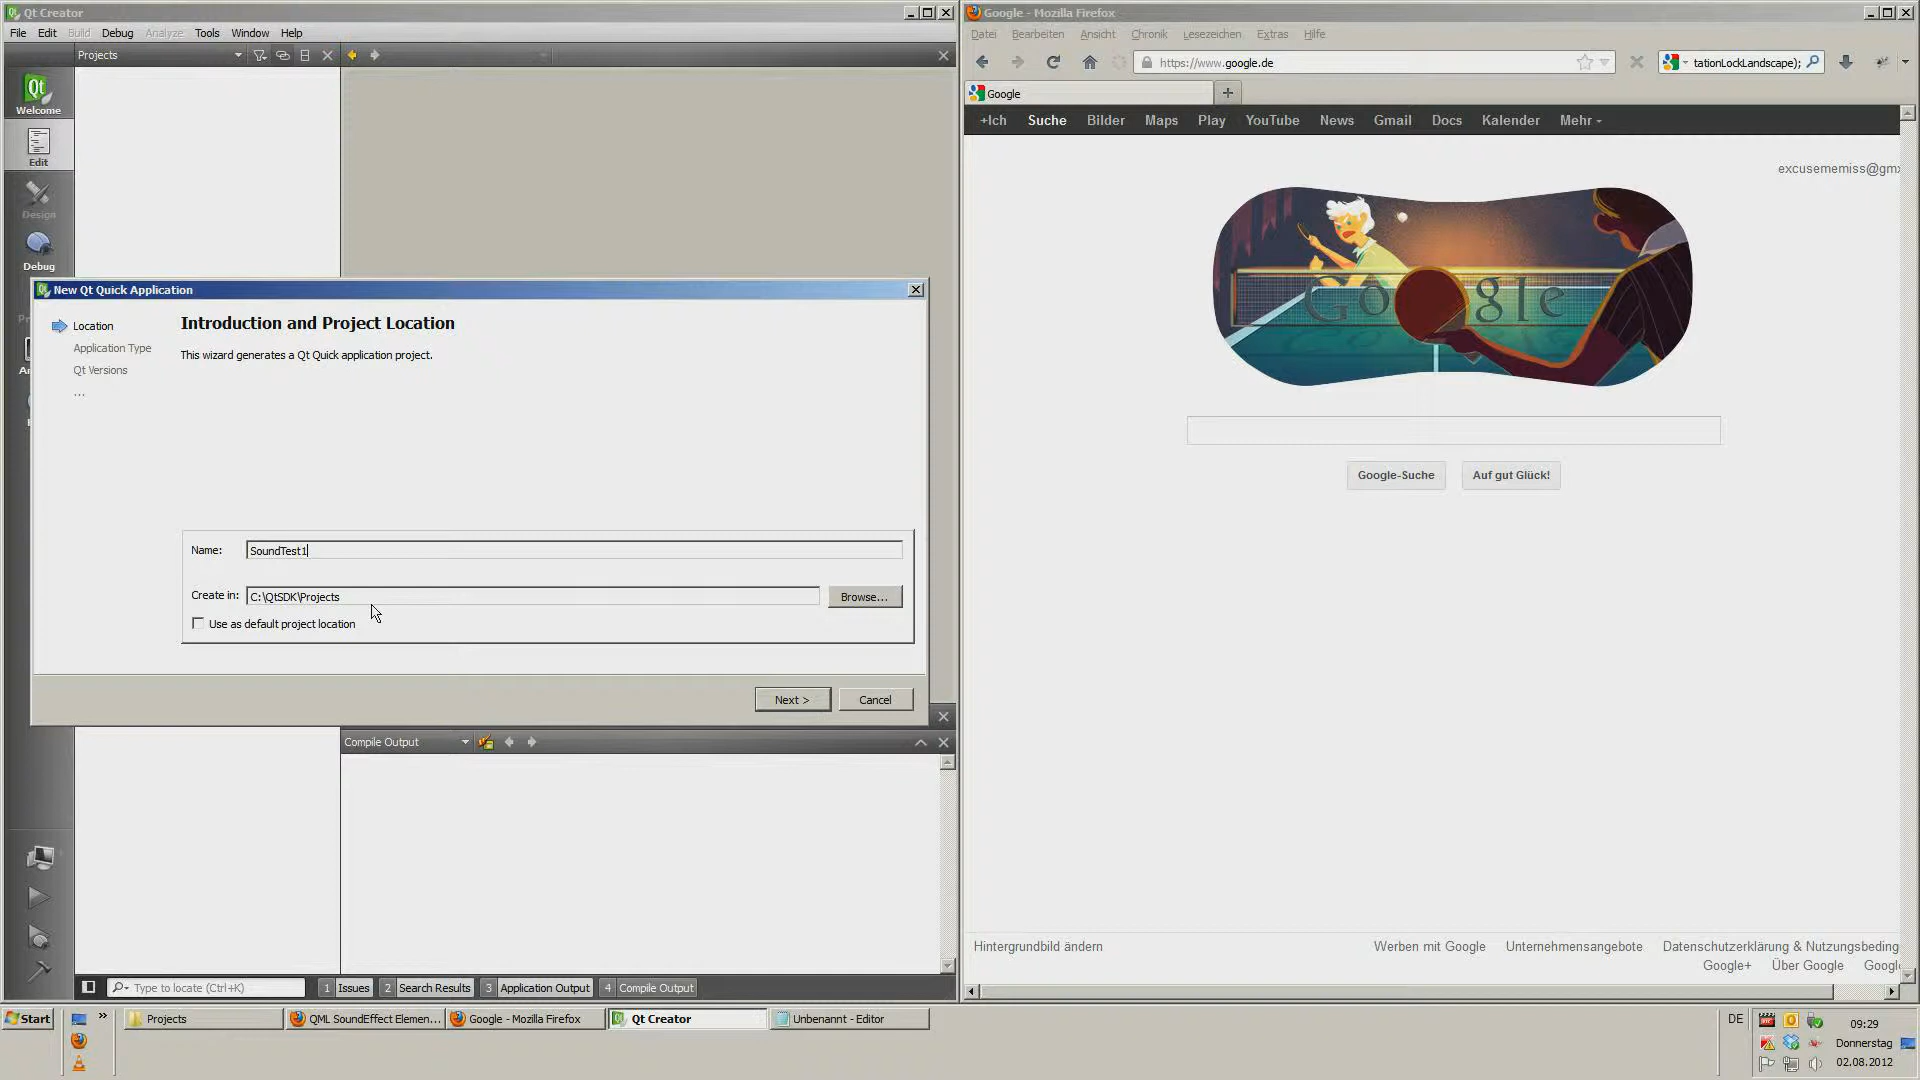 Qt Creator
File Edit Build Debug Analyze Tools Window Help
Projects
Qt
Welcome
Edit
Design
Debug
New Qt Quick Application
Location
Application Type
Qt Versions
...
Introduction and Project Location
This wizard generates a Qt Quick application project.
Name: SoundTest1
Create in: C:\QtSDK\Projects
Browse...
Use as default project location
Next >
Cancel
Compile Output
Type to locate (Ctrl+K)
1 Issues 2 Search Results 3 Application Output 4 Compile Output
Google - Mozilla Firefox
Datei Bearbeiten Ansicht Chronik Lesezeichen Extras Hilfe
https://www.google.de
tationLockLandscape);
Google
+Ich Suche Bilder Maps Play YouTube News Gmail Docs Kalender Mehr
excusememiss@gmx
Google
Google-Suche
Auf gut Glück!
Hintergrundbild ändern
Werben mit Google Unternehmensangebote Datenschutzerklärung & Nutzungsbeding
Google+ Über Google Googl
Start
Projects
QML SoundEffect Elemen...
Google - Mozilla Firefox
Qt Creator
Unbenannt - Editor
DE
09:29
Donnerstag
02.08.2012